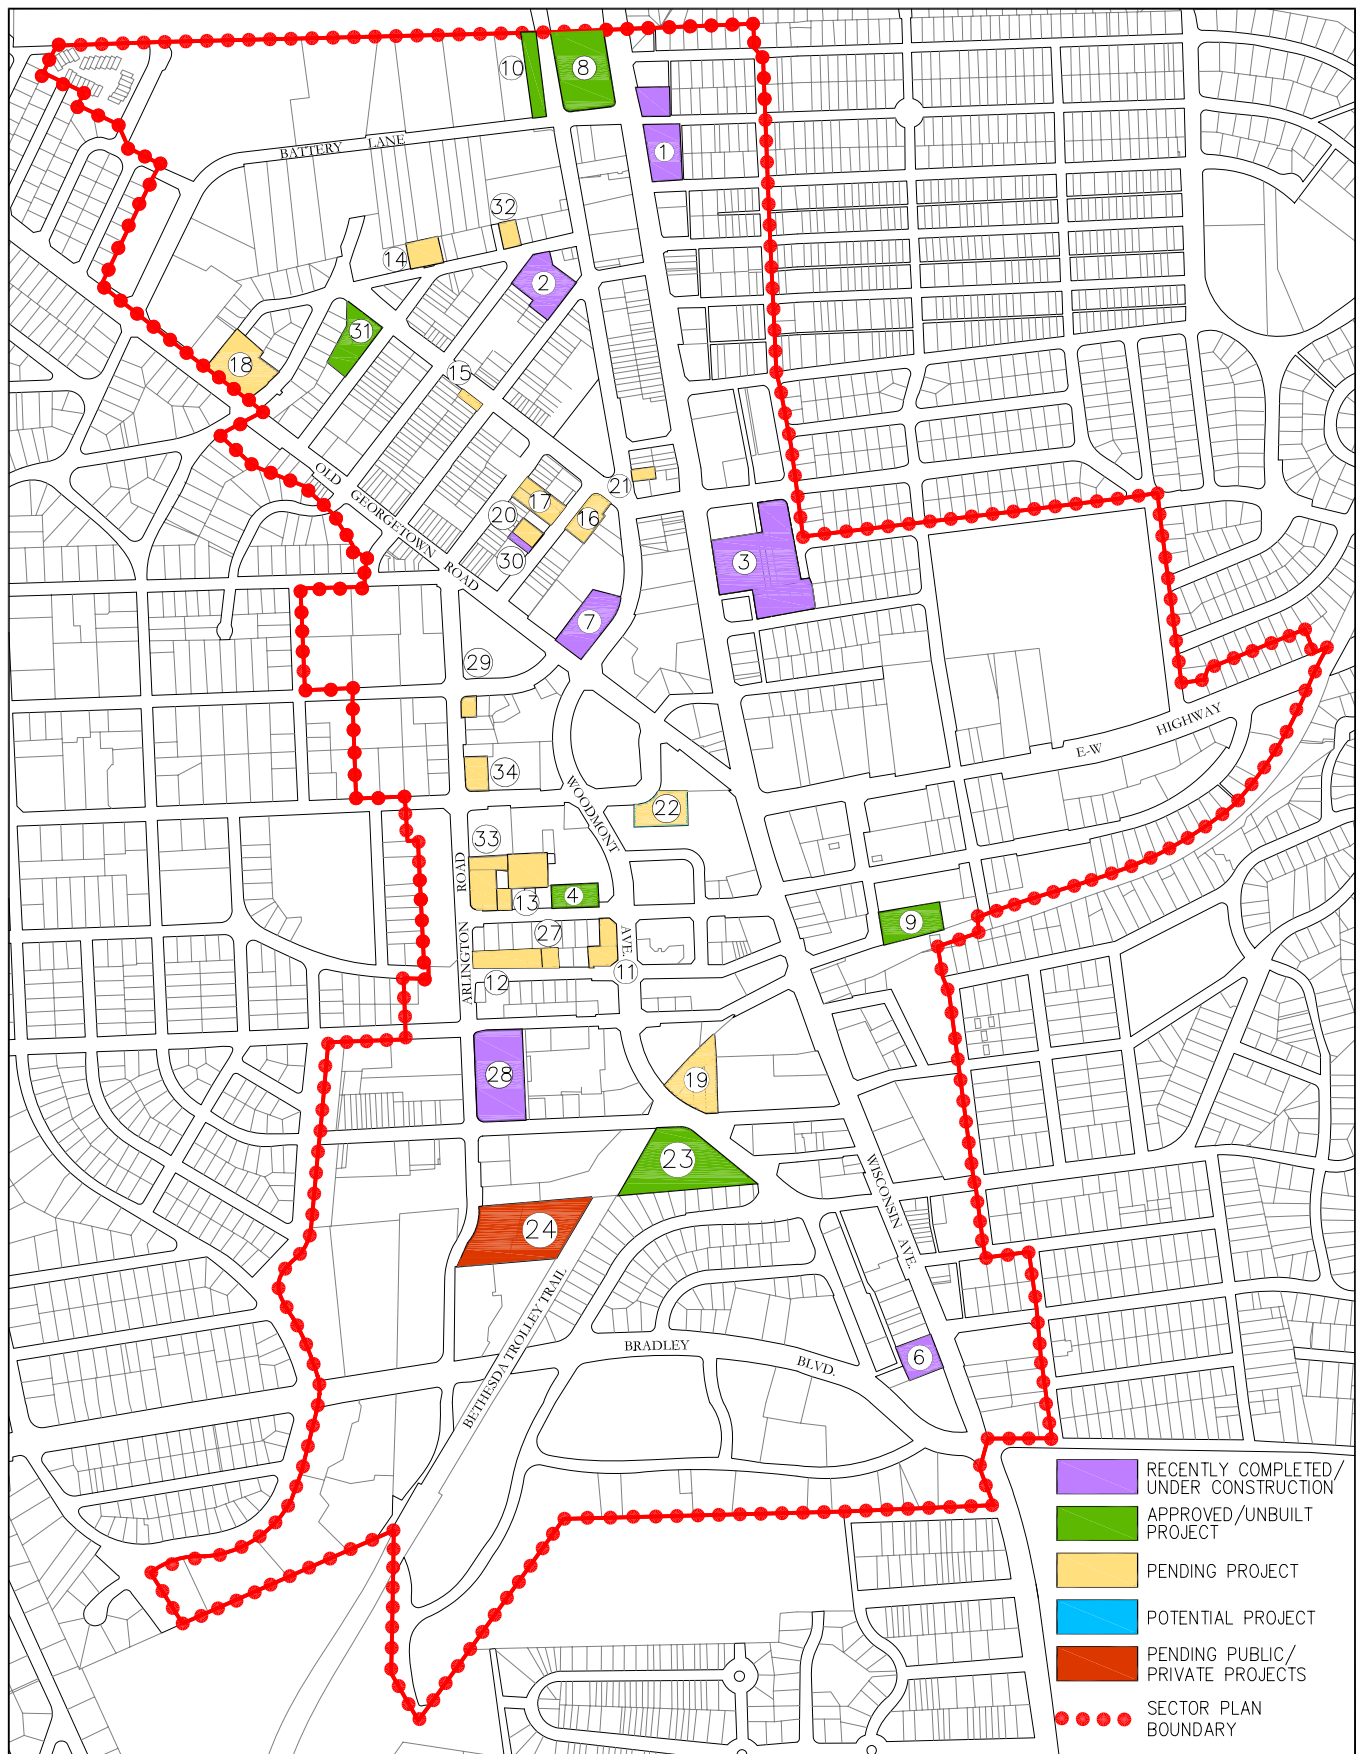 10
8
1
BATTERY LANE
32
14
2
31
18
15
21
17
20
16
30
3
OLD GEORGETOWN ROAD
7
29
E-W HIGHWAY
34
WOODMONT AVE.
22
33
ARLINGTON ROAD
13
4
27
9
12
11
28
19
23
WISCONSIN AVE.
24
BETHESDA TROLLEY TRAIL
BRADLEY BLVD.
6
RECENTLY COMPLETED/
UNDER CONSTRUCTION
APPROVED/UNBUILT
PROJECT
PENDING PROJECT
POTENTIAL PROJECT
PENDING PUBLIC/
PRIVATE PROJECTS
SECTOR PLAN
BOUNDARY